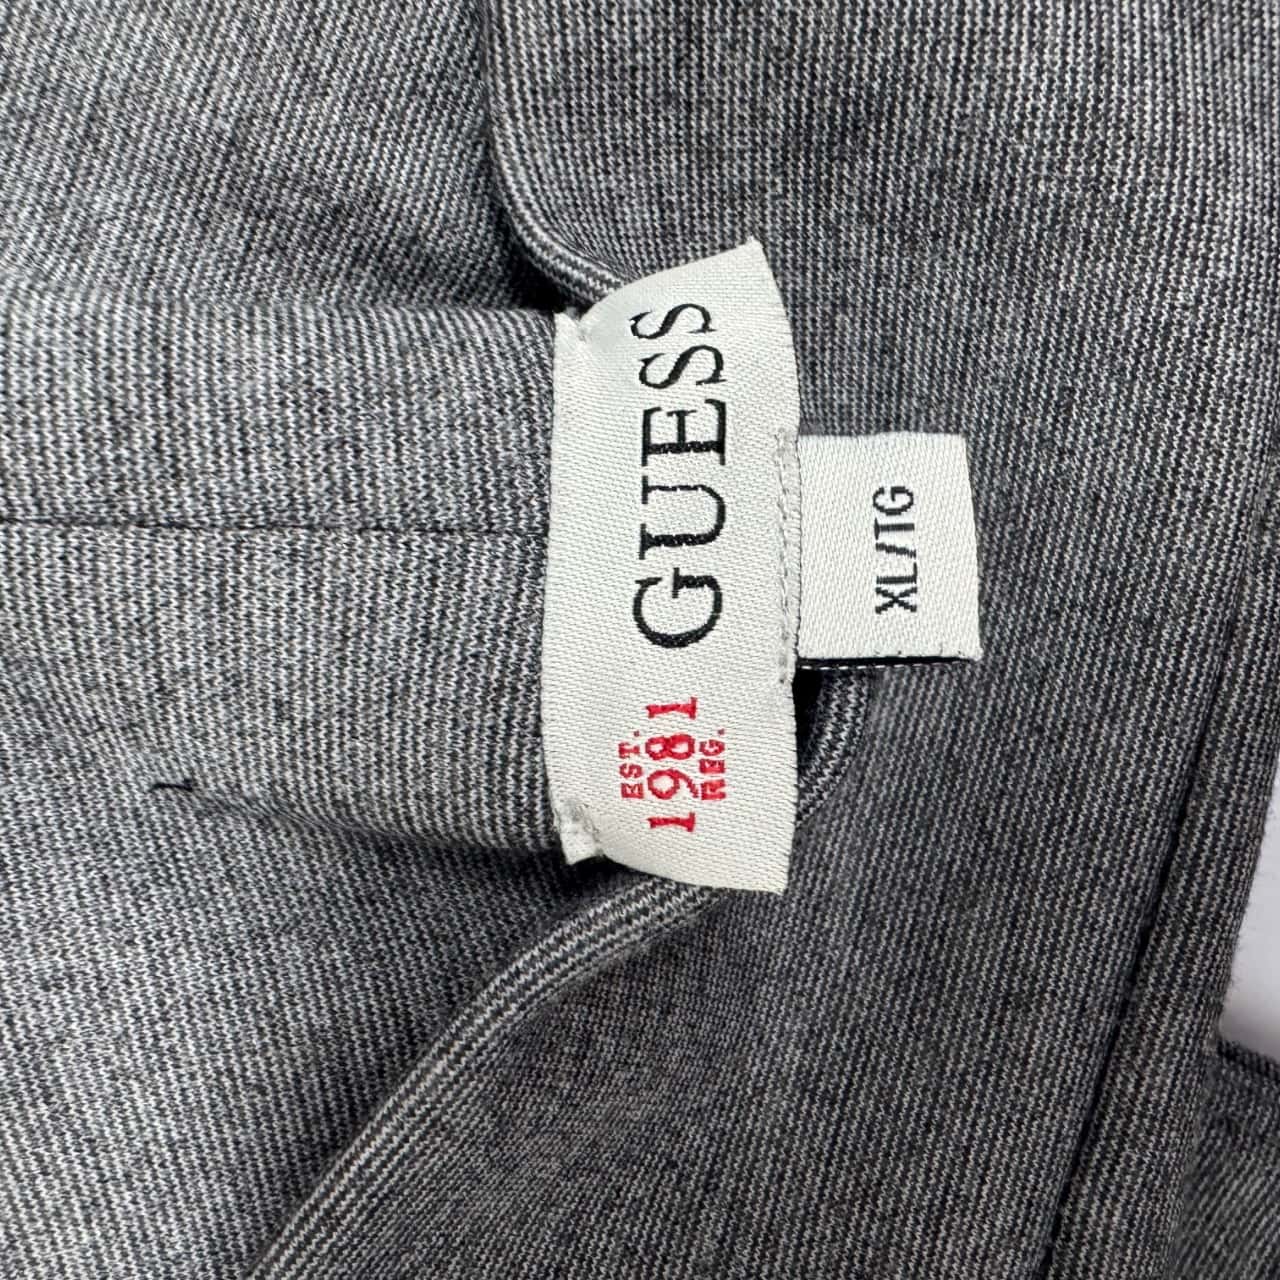 EST.
1981
REG.
GUESS
XL/TG